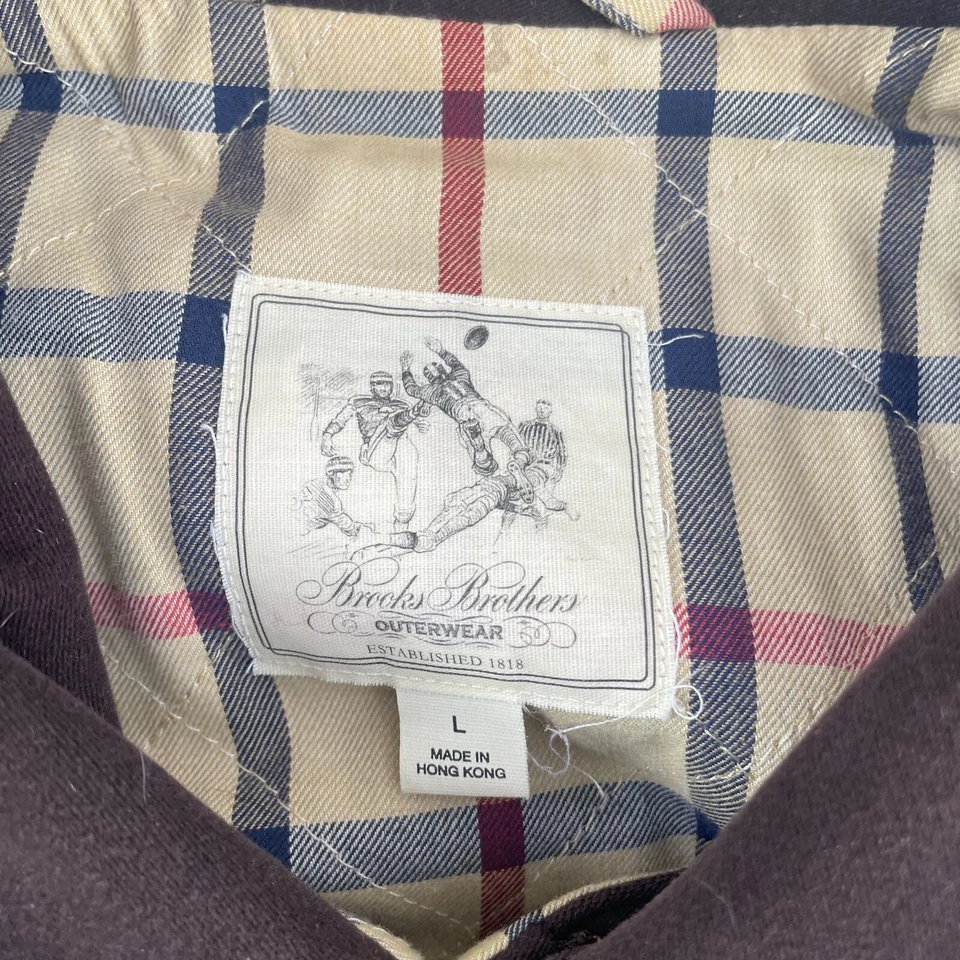 Brooks Brothers
OUTERWEAR
ESTABLISHED 1818
L
MADE IN
HONG KONG